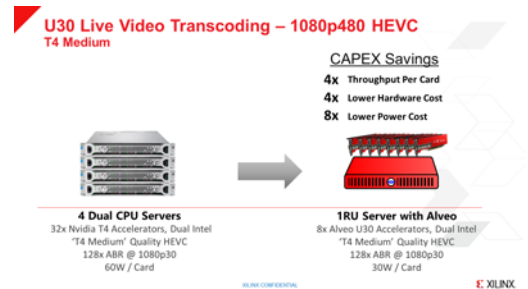 U30 Live Video Transcoding – 1080p480 HEVC
T4 Medium
CAPEX Savings
4x Throughput Per Card
4x Lower Hardware Cost
8x Lower Power Cost
4 Dual CPU Servers
32x Nvidia T4 Accelerators, Dual Intel
'T4 Medium' Quality HEVC
128x ABR @ 1080p30
60W / Card
1RU Server with Alveo
8x Alveo U30 Accelerators, Dual Intel
'T4 Medium' Quality HEVC
128x ABR @ 1080p30
30W / Card
XILINX CONFIDENTIAL
XILINX